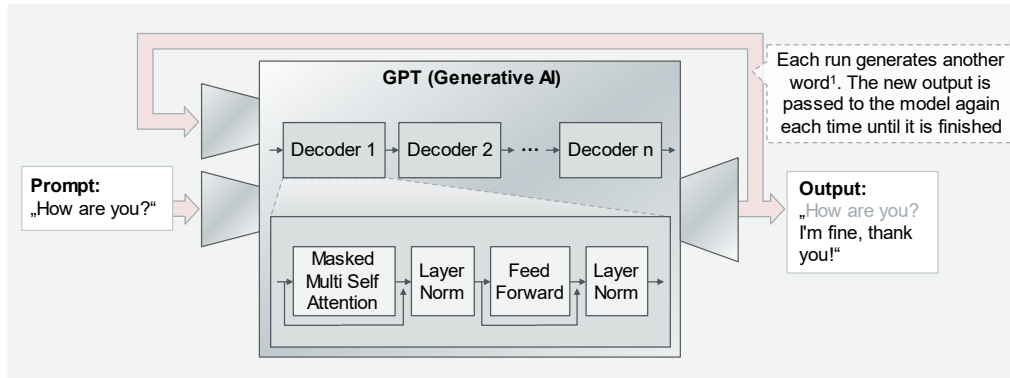 GPT (Generative AI)
Each run generates another
word¹. The new output is
passed to the model again
each time until it is finished
Decoder 1
Decoder 2
...
Decoder n
Prompt:
„How are you?“
Output:
„How are you?
I'm fine, thank
you!“
Masked
Multi Self
Attention
Layer
Norm
Feed
Forward
Layer
Norm